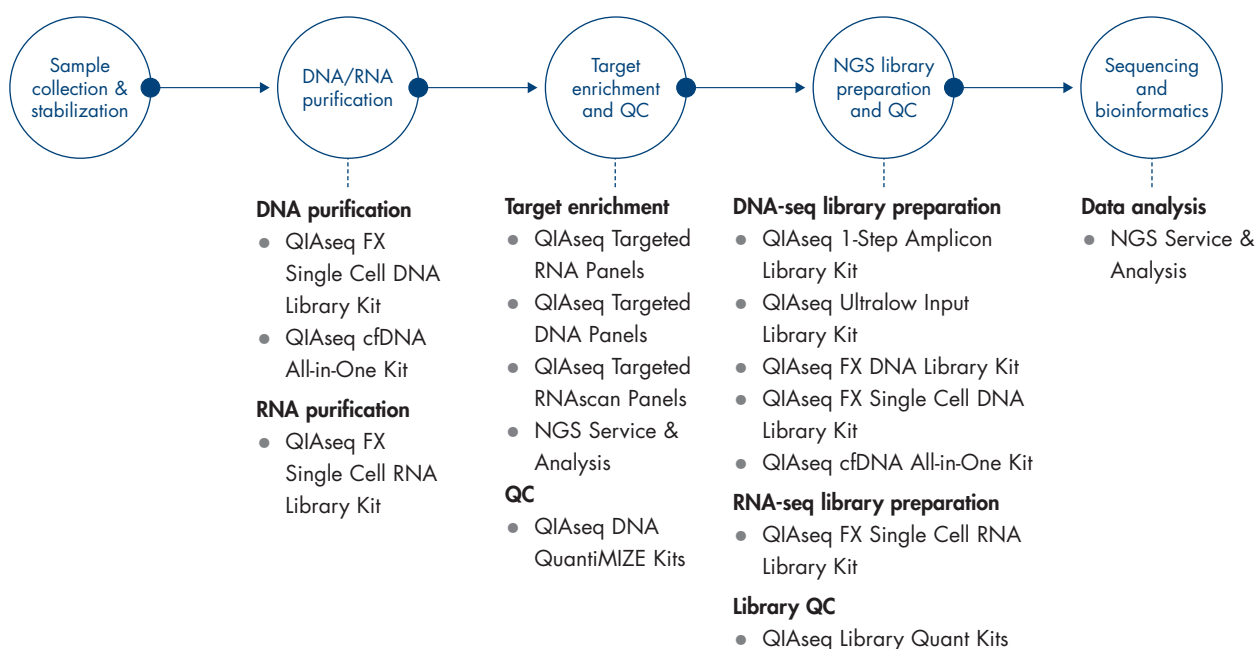 Sample
collection &
stabilization
DNA/RNA
purification
Target
enrichment
and QC
NGS library
preparation
and QC
Sequencing
and
bioinformatics
DNA purification
QIAseq FX
Single Cell DNA
Library Kit
QIAseq cfDNA
All-in-One Kit
RNA purification
QIAseq FX
Single Cell RNA
Library Kit
Target enrichment
QIAseq Targeted
RNA Panels
QIAseq Targeted
DNA Panels
QIAseq Targeted
RNAscan Panels
NGS Service &
Analysis
QC
QIAseq DNA
QuantiMIZE Kits
DNA-seq library preparation
QIAseq 1-Step Amplicon
Library Kit
QIAseq Ultralow Input
Library Kit
QIAseq FX DNA Library Kit
QIAseq FX Single Cell DNA
Library Kit
QIAseq cfDNA All-in-One Kit
RNA-seq library preparation
QIAseq FX Single Cell RNA
Library Kit
Library QC
QIAseq Library Quant Kits
Data analysis
NGS Service &
Analysis